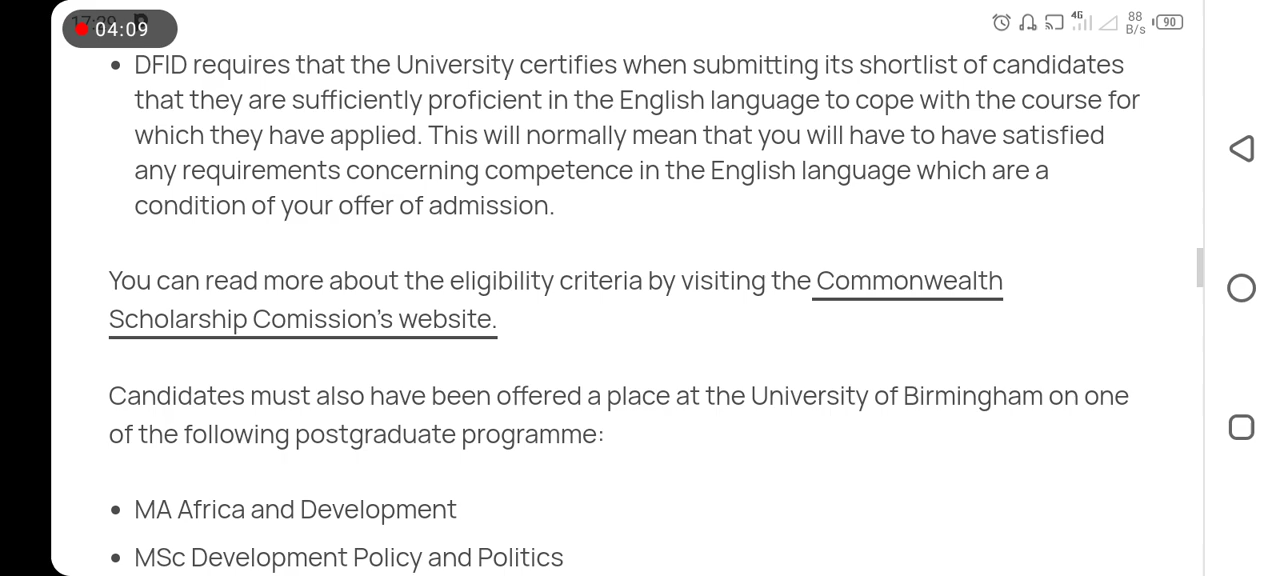 04:09
4G
88
B/s
90
DFID requires that the University certifies when submitting its shortlist of candidates
that they are sufficiently proficient in the English language to cope with the course for
which they have applied. This will normally mean that you will have to have satisfied
any requirements concerning competence in the English language which are a
condition of your offer of admission.
You can read more about the eligibility criteria by visiting the Commonwealth
Scholarship Comission's website.
Candidates must also have been offered a place at the University of Birmingham on one
of the following postgraduate programme:
MA Africa and Development
MSc Development Policy and Politics